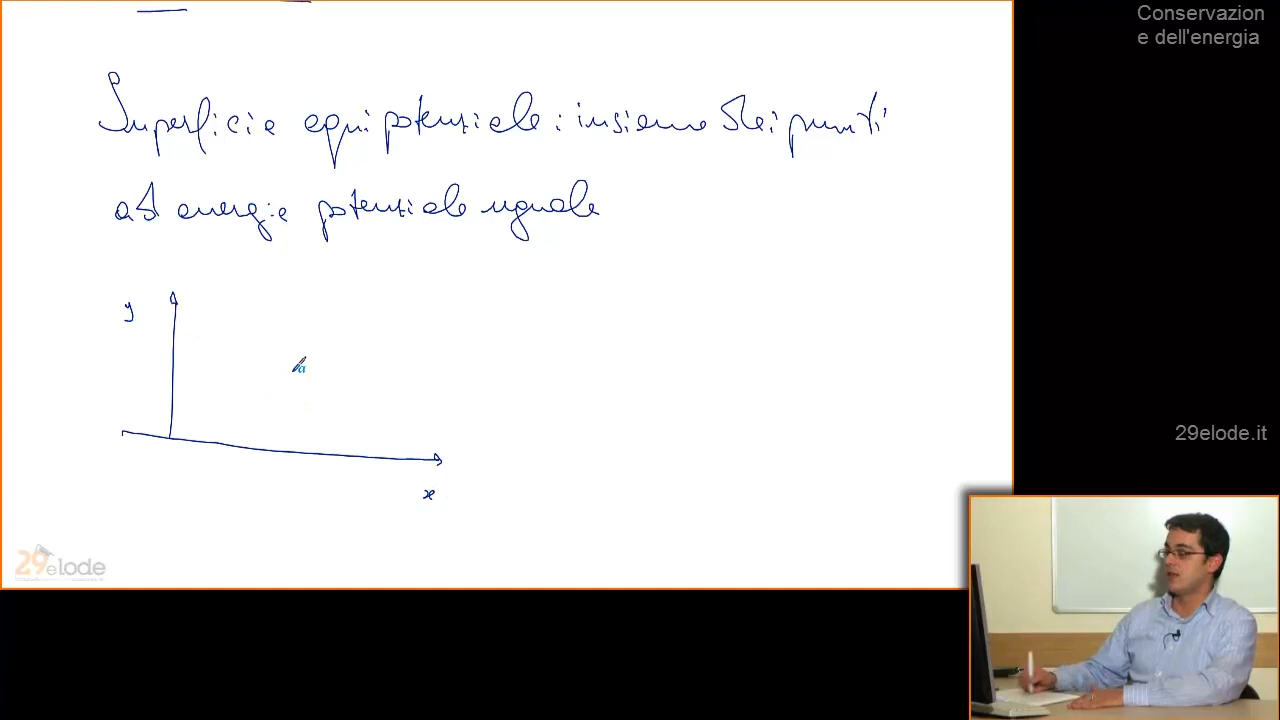 Conservazion
e dell'energia
Superficie equipotenziale: insieme dei punti
ad energia potenziale uguale
y
x
29elode.it
29elode